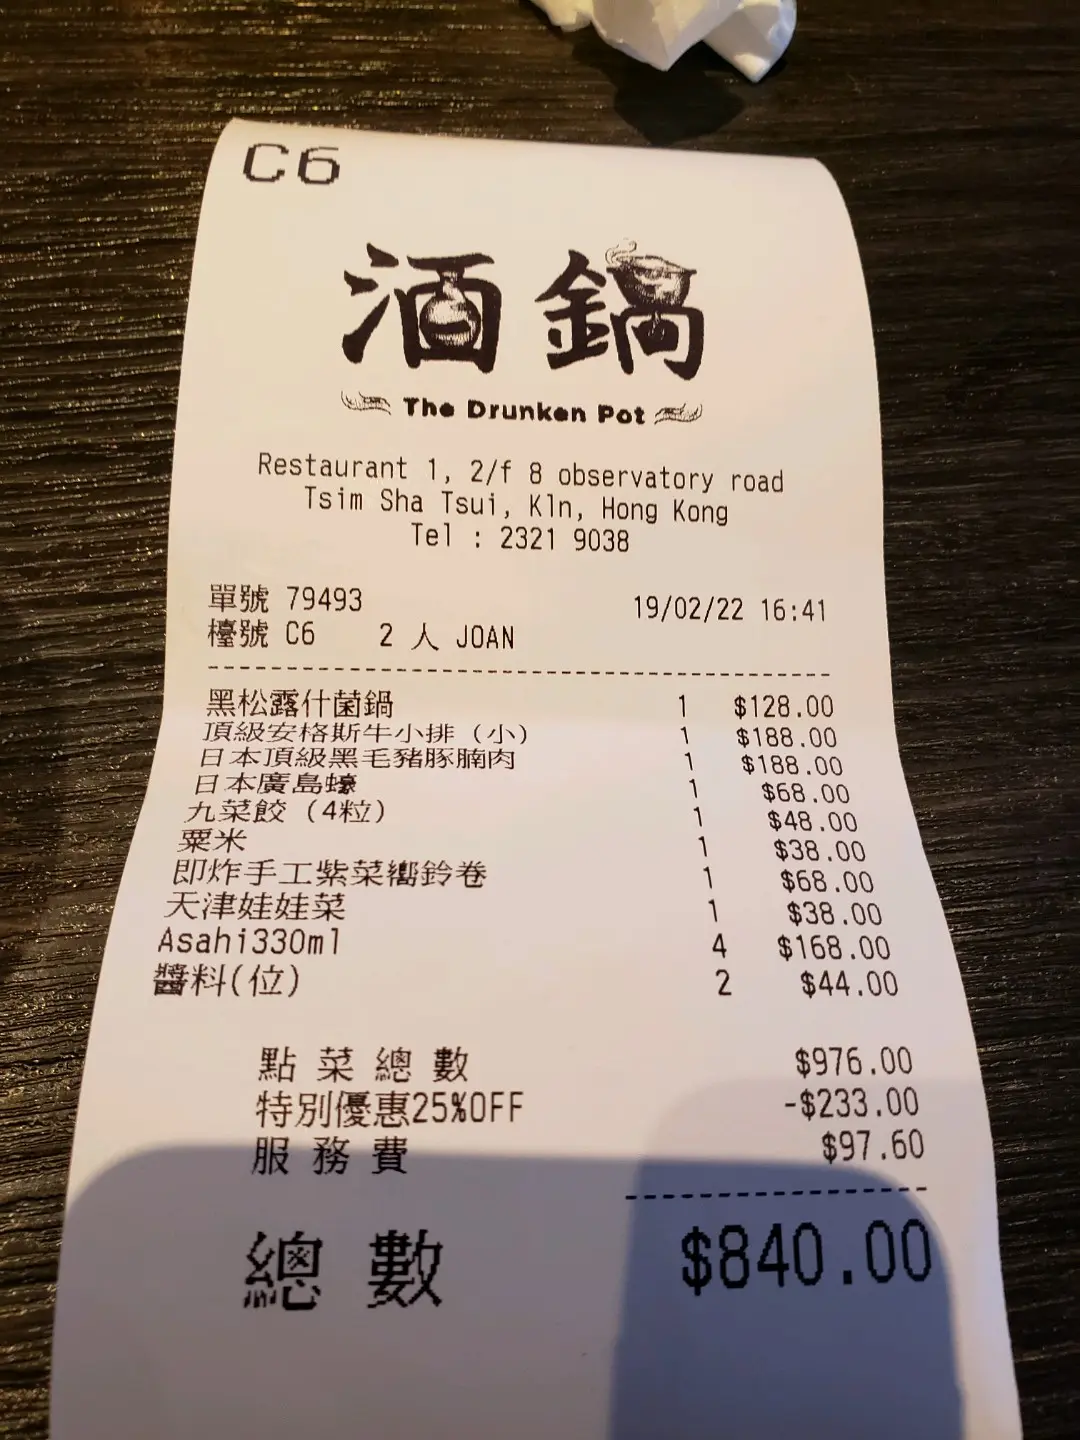 C6
酒鍋
The Drunken Pot
Restaurant 1, 2/f 8 observatory road
Tsim Sha Tsui, Kln, Hong Kong
Tel : 2321 9038
單號 79493 19/02/22 16:41
檯號 C6 2 人 JOAN
黑松露什菌鍋 1 $128.00
頂級安格斯牛小排（小） 1 $188.00
日本頂級黑毛豬豚腩肉 1 $188.00
日本廣島蠔 1 $68.00
九菜餃（4粒） 1 $48.00
粟米 1 $38.00
即炸手工紫菜嚮鈴卷 1 $68.00
天津娃娃菜 1 $38.00
Asahi330ml 4 $168.00
醬料(位) 2 $44.00
點菜總數 $976.00
特別優惠25%OFF -$233.00
服務費 $97.60
總數 $840.00